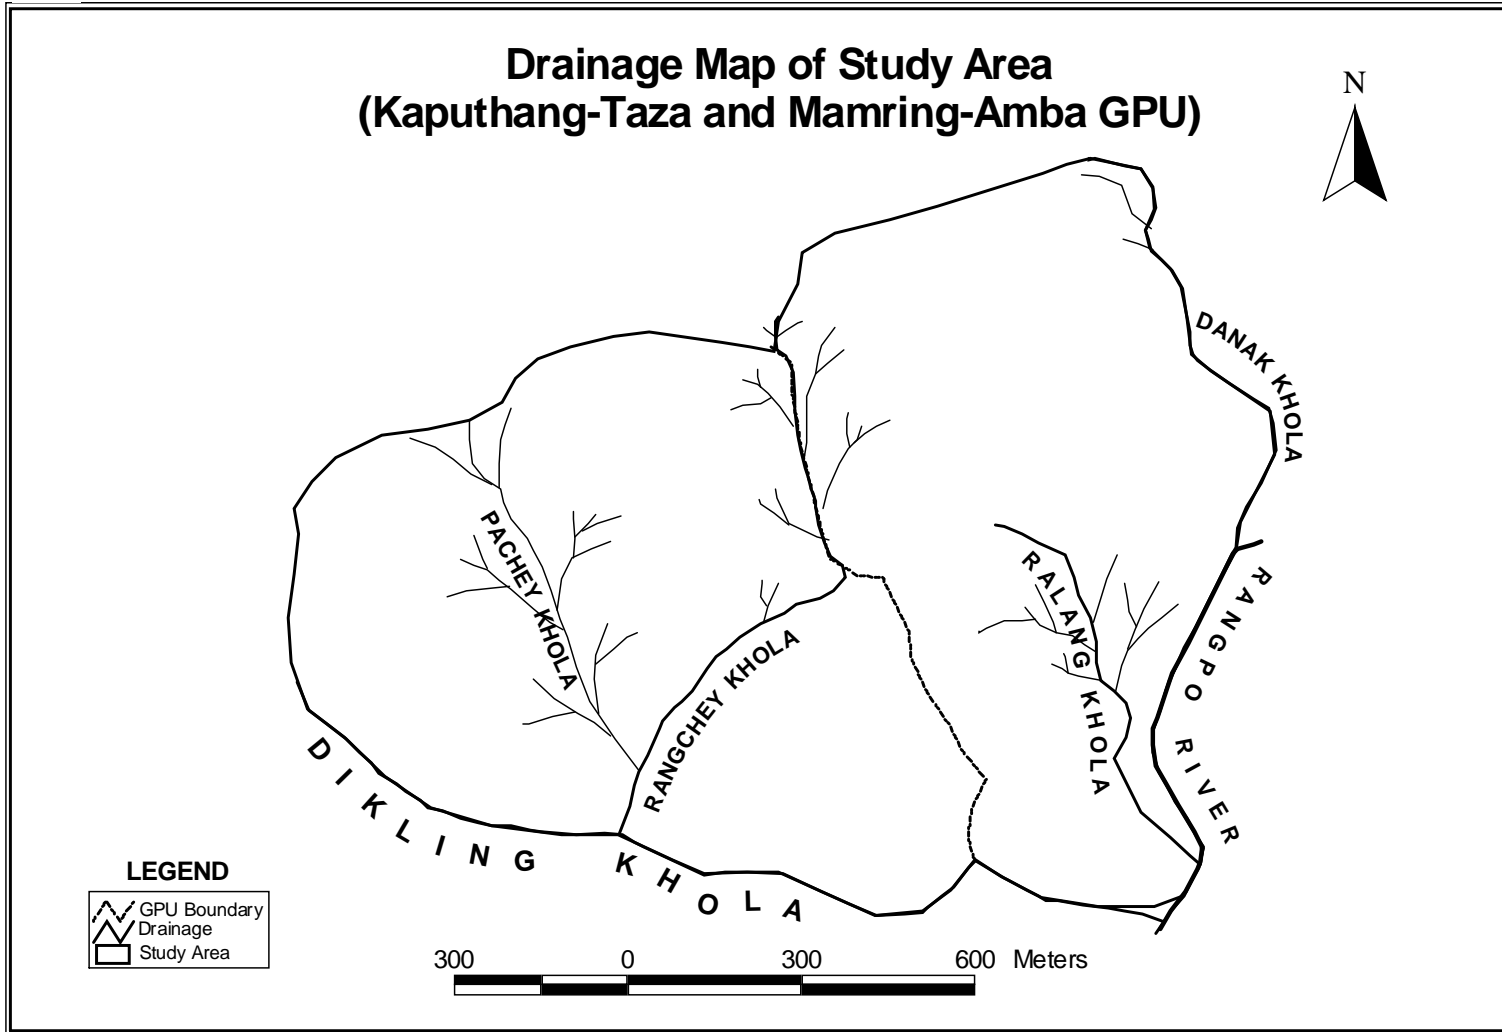 Drainage Map of Study Area
(Kaputhang-Taza and Mamring-Amba GPU)
N
DANAK KHOLA
PACHEY KHOLA
RALANG KHOLA
RANGPO RIVER
RANGCHEY KHOLA
DIKLING KHOLA
LEGEND
GPU Boundary
Drainage
Study Area
300 0 300 600 Meters